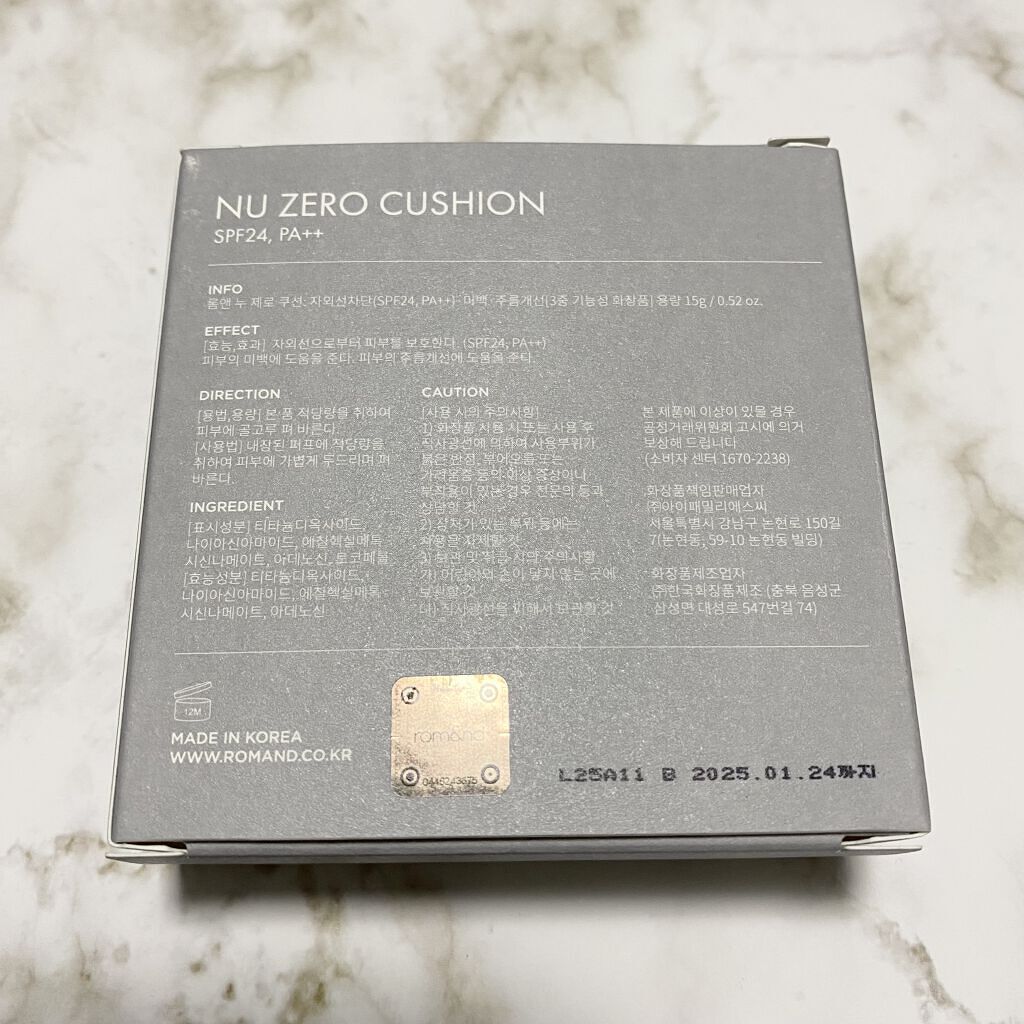 NU ZERO CUSHION
SPF24, PA++
INFO
롬앤 누 제로 쿠션: 자외선차단(SPF24, PA++)· 미백· 주름개선[3중 기능성 화장품] 용량 15g / 0.52 oz.
EFFECT
[효능,효과] 자외선으로부터 피부를 보호한다. (SPF24, PA++)
피부의 미백에 도움을 준다. 피부의 주름개선에 도움을 준다.
DIRECTION
[용법,용량] 본 품 적당량을 취하여
피부에 골고루 펴 바른다.
[사용법] 내장된 퍼프에 적당량을
취하여 피부에 가볍게 두드리며 펴
바른다.
INGREDIENT
[표시성분] 티타늄디옥사이드,
나이아신아마이드, 에칠헥실메톡
시신나메이트, 아데노신, 로코페롤
[효능성분] 티타늄디옥사이드,
나이아신아마이드, 에칠헥실메톡
시신나메이트, 아데노신
CAUTION
[사용 시의 주의사항]
1) 화장품 사용 시 또는 사용 후
직사광선에 의하여 사용부위가
붉은 반점, 부어오름 또는
가려움증 등의 이상 증상이나
부작용이 있는 경우 전문의 등과
상담할 것
2) 상처가 있는 부위 등에는
사용을 자제할 것
3) 보관 및 취급 시의 주의사항
가) 어린이의 손이 닿지 않는 곳에
보관할 것
나) 직사광선을 피해서 보관할 것
본 제품에 이상이 있을 경우
공정거래위원회 고시에 의거
보상해 드립니다
(소비자 센터 1670-2238)
화장품책임판매업자
㈜아이패밀리에스씨
서울특별시 강남구 논현로 150길
7(논현동, 59-10 논현동 빌딩)
화장품제조업자
㈜한국화장품제조 (충북 음성군
삼성면 대성로 547번길 74)
12M
MADE IN KOREA
WWW.ROMAND.CO.KR
rom&nd
0445243675
L25A11 B 2025.01.24까지